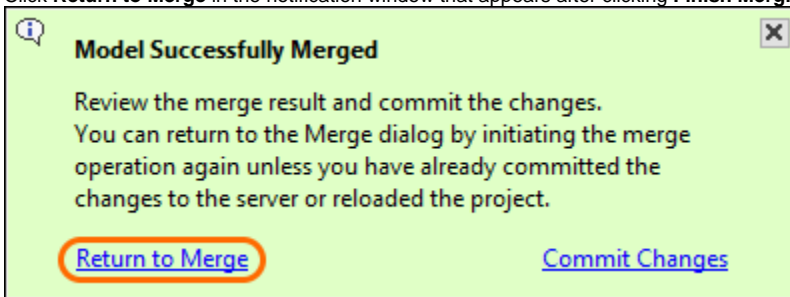 Click Return to Merge in the notification window that appears after clicking Finish Merg
Model Successfully Merged
Review the merge result and commit the changes.
You can return to the Merge dialog by initiating the merge
operation again unless you have already committed the
changes to the server or reloaded the project.
Return to Merge Commit Changes